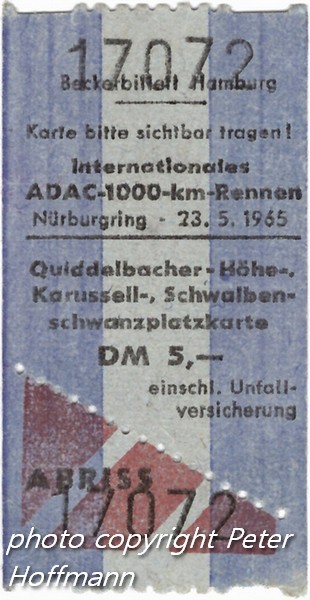 17072
Beckerbillett Hamburg
Karte bitte sichtbar tragen!
Internationales
ADAC-1000-km-Rennen
Nürburgring - 23. 5. 1965
Quiddelbacher-Höhe-,
Karussell-, Schwalben-
schwanzplatzkarte
DM 5,—
einschl. Unfall-
versicherung
ABRISS
17072
photo copyright Peter
Hoffmann